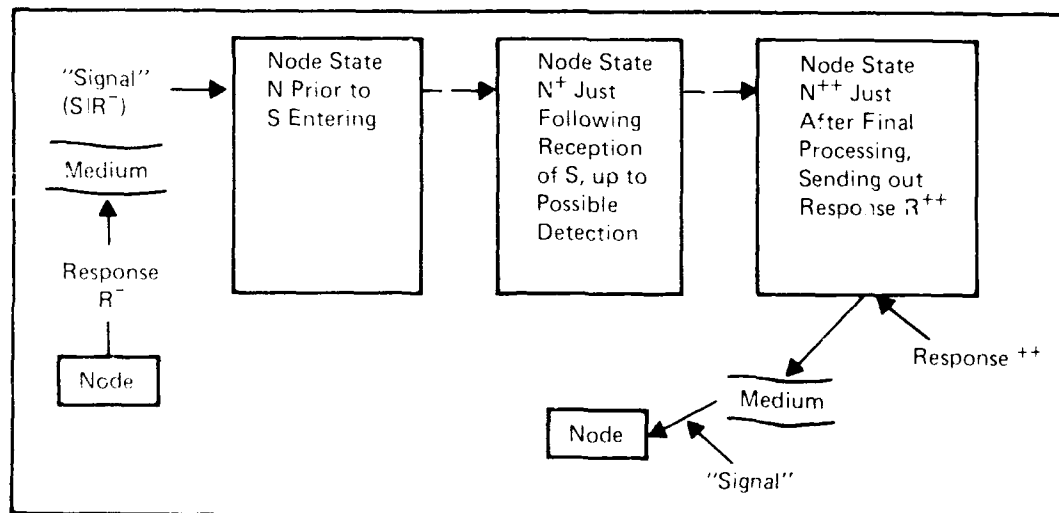 "Signal"
(S|R⁻)
Medium
Response
R⁻
Node
Node State
N Prior to
S Entering
Node State
N⁺ Just
Following
Reception
of S, up to
Possible
Detection
Node State
N⁺⁺ Just
After Final
Processing,
Sending out
Response R⁺⁺
Response ⁺⁺
Medium
Node
"Signal"